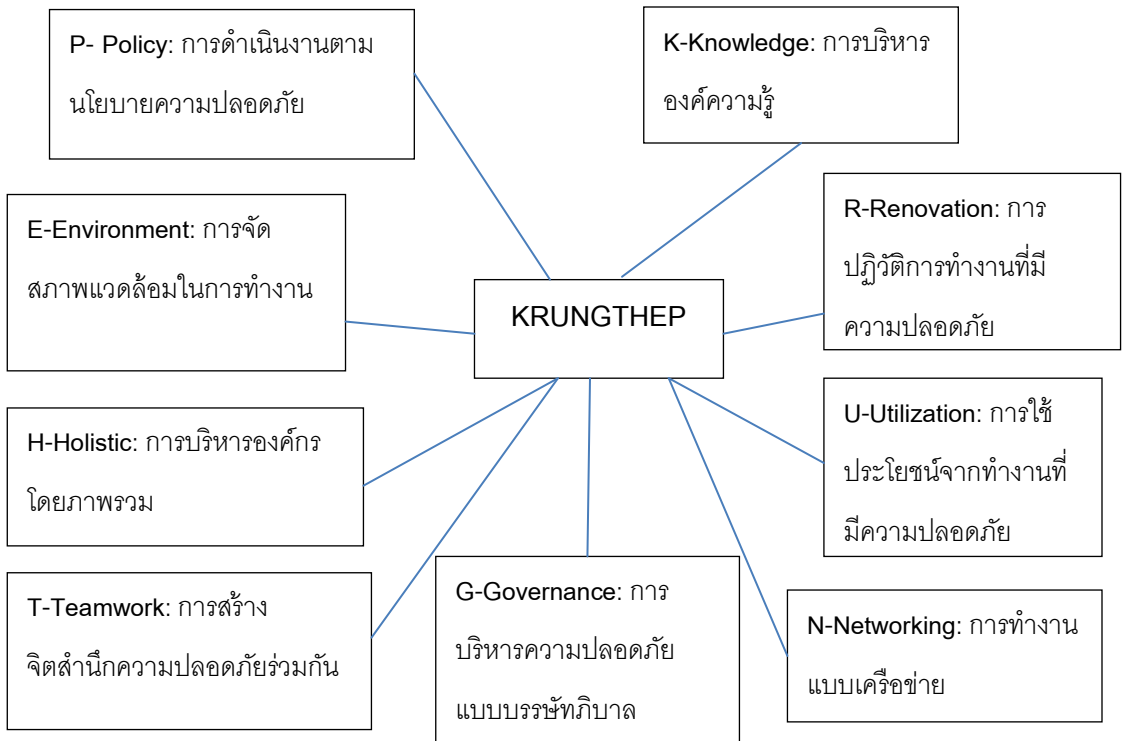 P- Policy: การดำเนินงานตาม
นโยบายความปลอดภัย
K-Knowledge: การบริหาร
องค์ความรู้
E-Environment: การจัด
สภาพแวดล้อมในการทำงาน
R-Renovation: การ
ปฏิวัติการทำงานที่มี
ความปลอดภัย
KRUNGTHEP
H-Holistic: การบริหารองค์กร
โดยภาพรวม
U-Utilization: การใช้
ประโยชน์จากทำงานที่
มีความปลอดภัย
T-Teamwork: การสร้าง
จิตสำนึกความปลอดภัยร่วมกัน
G-Governance: การ
บริหารความปลอดภัย
แบบบรรษัทภิบาล
N-Networking: การทำงาน
แบบเครือข่าย